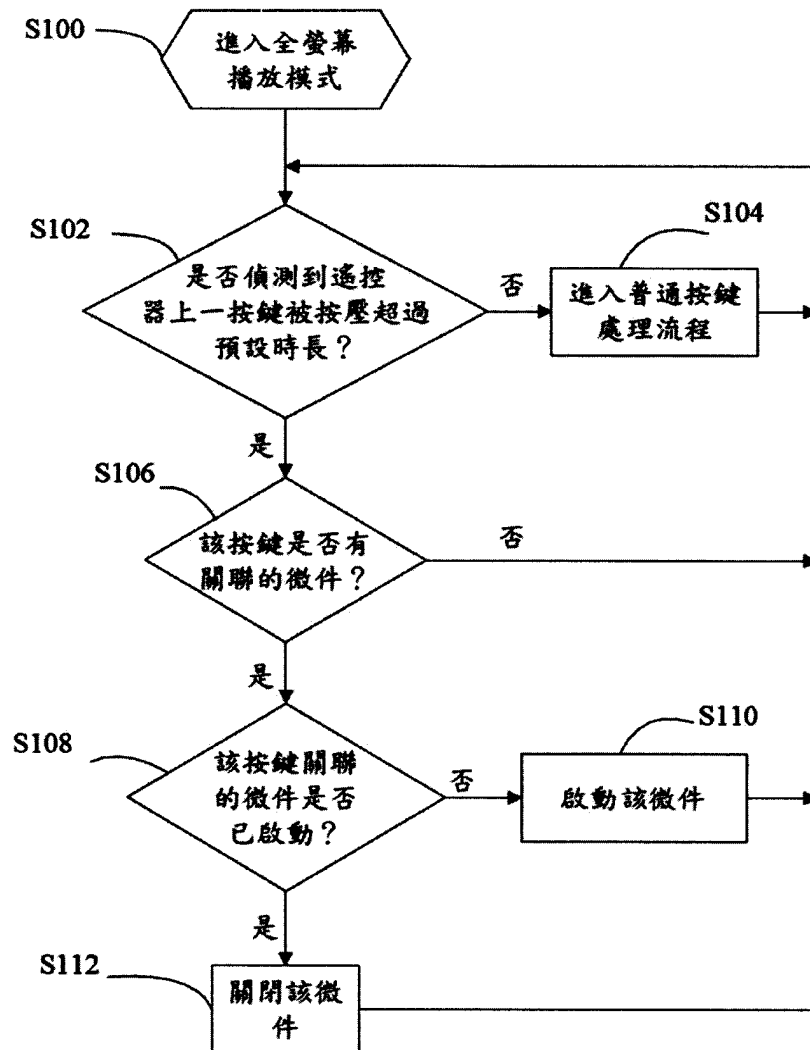 S100
進入全螢幕
播放模式
S102
是否偵測到遙控
器上一按鍵被按壓超過
預設時長？
否
S104
進入普通按鍵
處理流程
是
S106
該按鍵是否有
關聯的微件？
否
是
S108
該按鍵關聯
的微件是否
已啟動？
否
S110
啟動該微件
是
S112
關閉該微
件